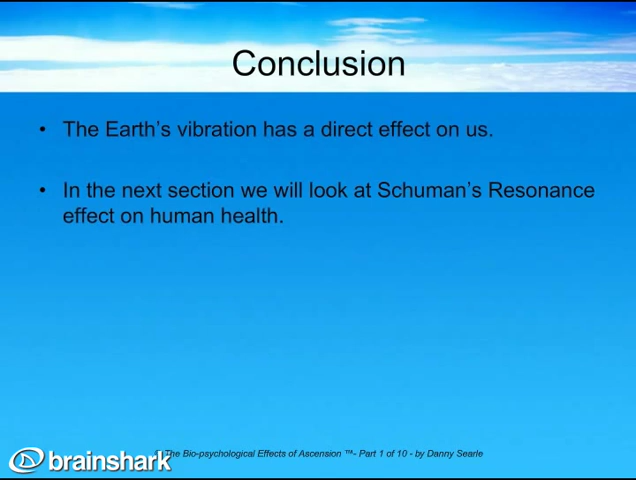 Conclusion
• The Earth's vibration has a direct effect on us.
• In the next section we will look at Schuman's Resonance
effect on human health.
The Bio-psychological Effects of Ascension ™- Part 1 of 10 - by Danny Searle
brainshark